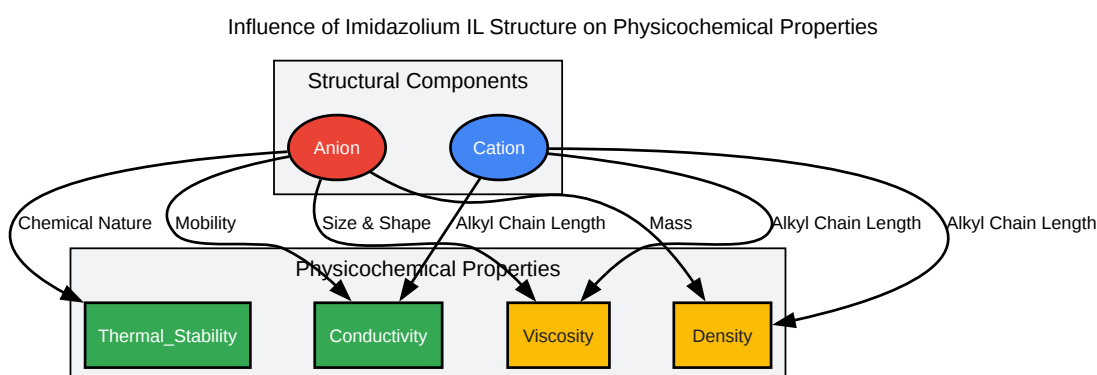 Influence of Imidazolium IL Structure on Physicochemical Properties
Structural Components
Anion
Cation
Chemical Nature
Mobility
Size & Shape
Alkyl Chain Length
Mass
Alkyl Chain Length
Alkyl Chain Length
Physicochemical Properties
Thermal_Stability
Conductivity
Viscosity
Density